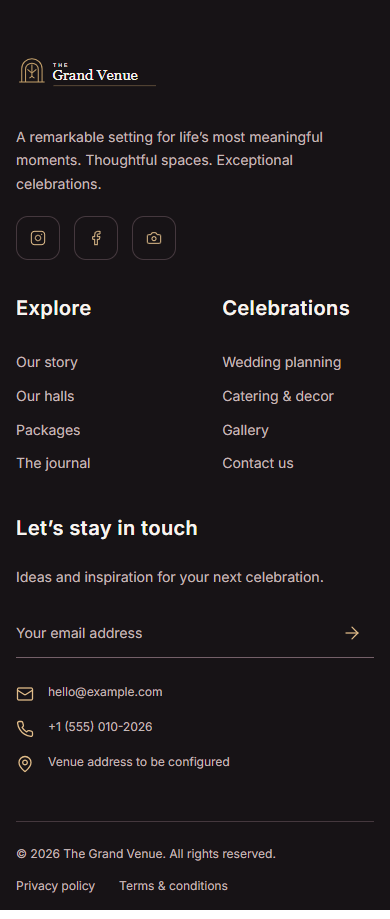 THE
Grand Venue
A remarkable setting for life’s most meaningful
moments. Thoughtful spaces. Exceptional
celebrations.
Explore
Our story
Our halls
Packages
The journal
Celebrations
Wedding planning
Catering & decor
Gallery
Contact us
Let’s stay in touch
Ideas and inspiration for your next celebration.
Your email address
hello@example.com
+1 (555) 010-2026
Venue address to be configured
© 2026 The Grand Venue. All rights reserved.
Privacy policy
Terms & conditions